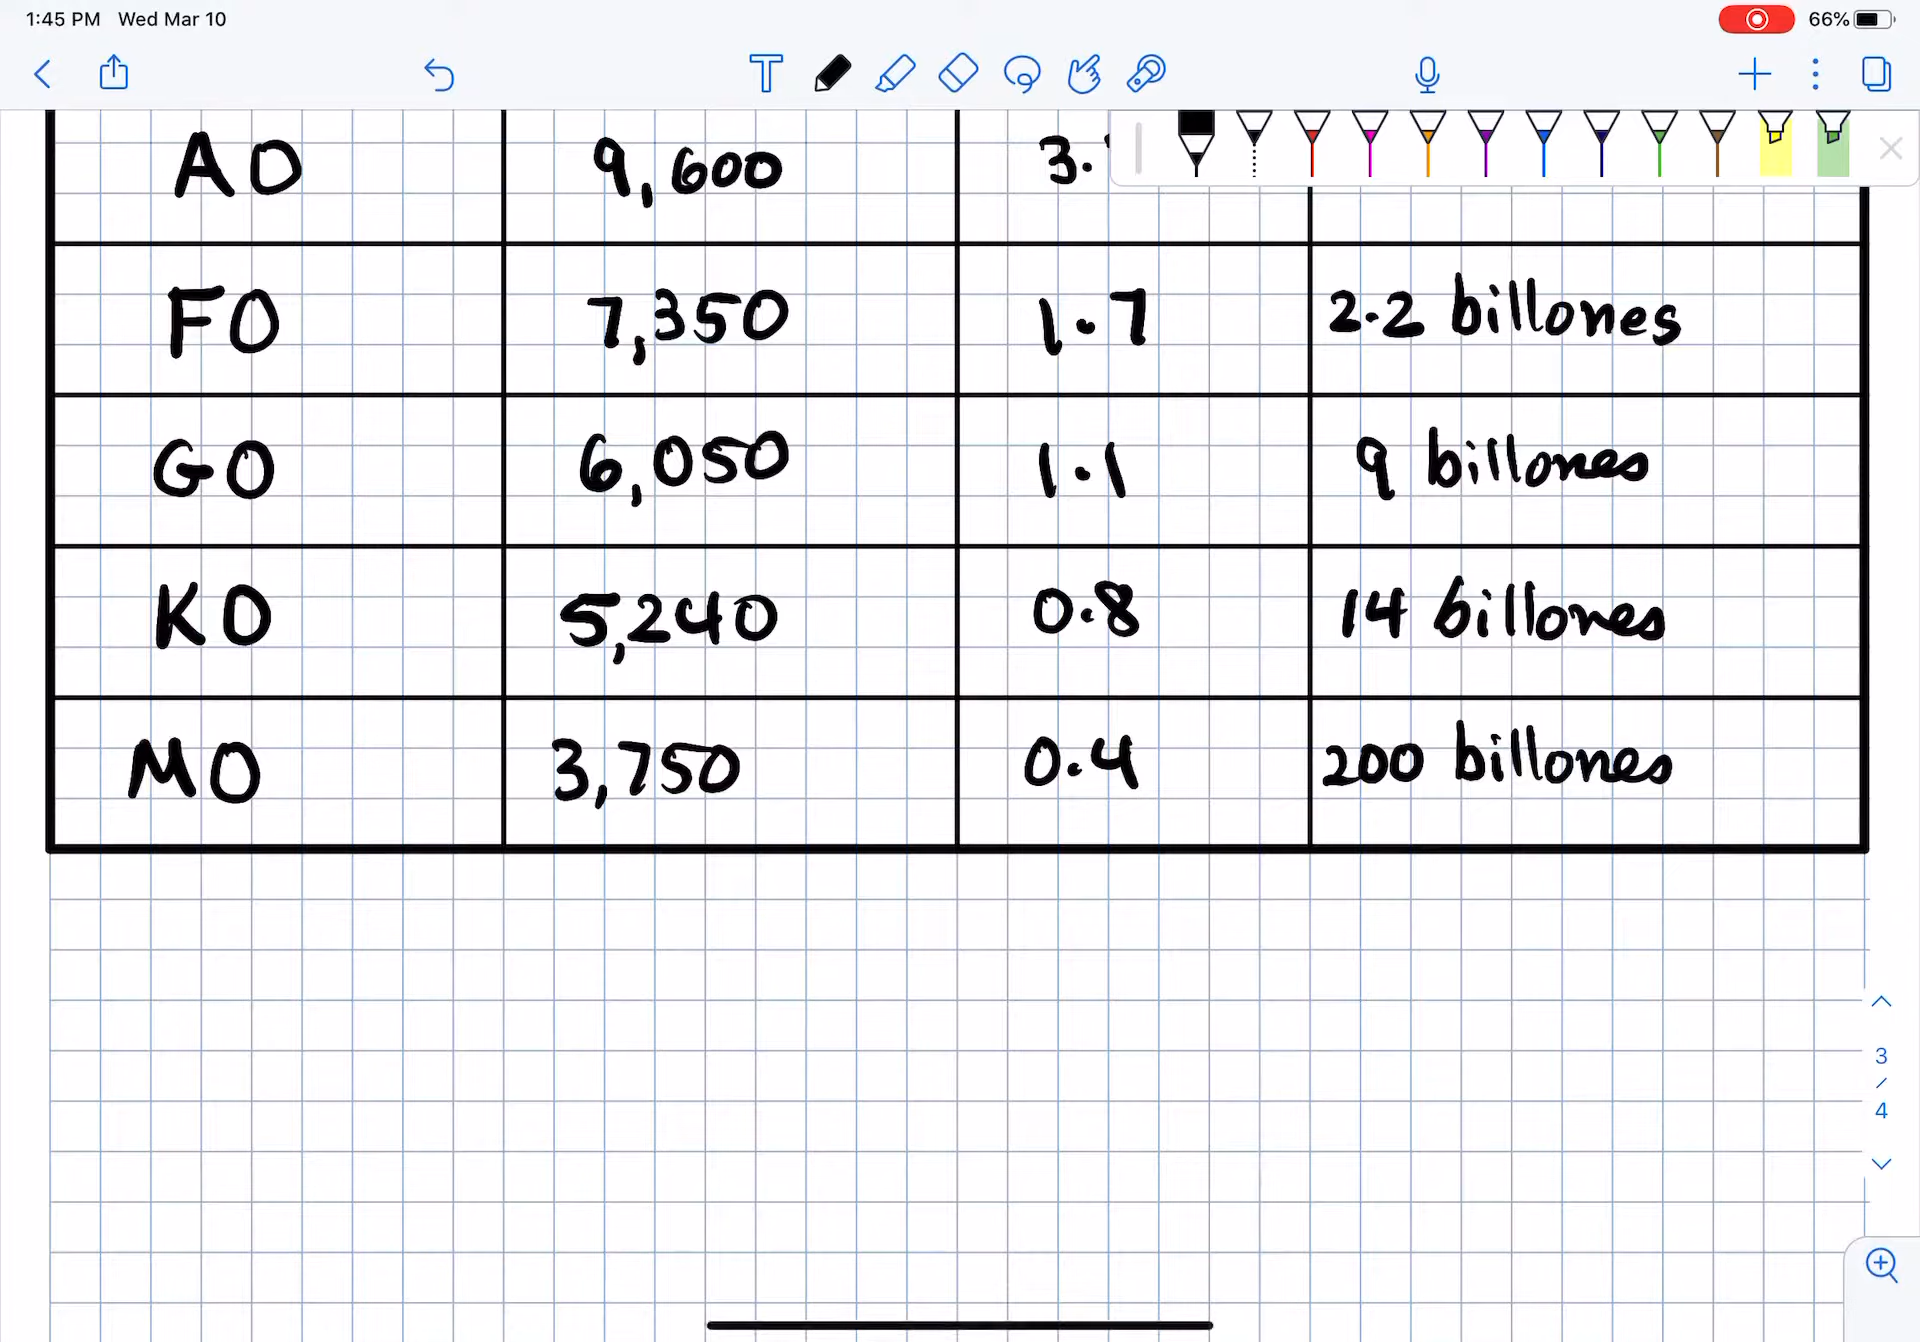 1:45 PM Wed Mar 10 66%
AO 9,600 3.
FO 7,350 1.7 2.2 billones
GO 6,050 1.1 9 billones
KO 5,240 0.8 14 billones
MO 3,750 0.4 200 billones
3
/
4